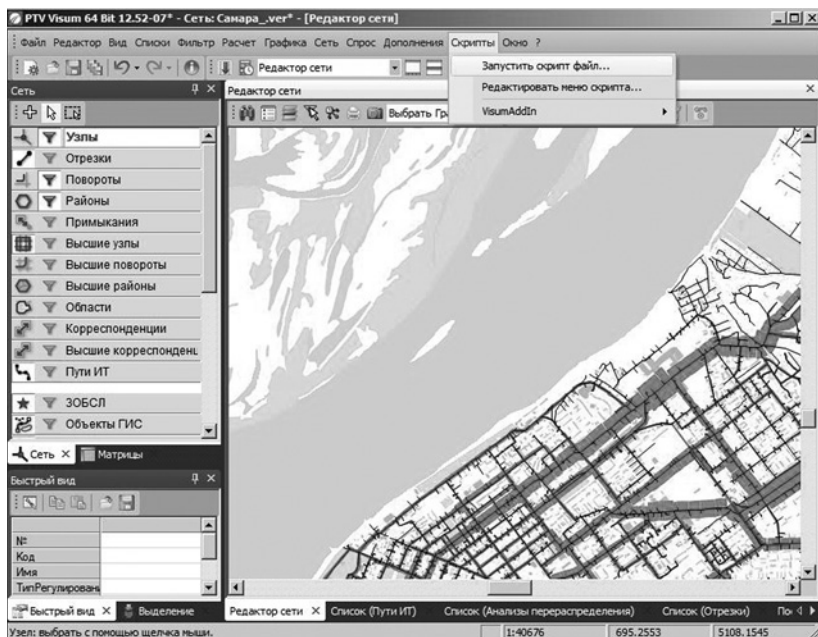 PTV Visum 64 Bit 12.52-07* - Сеть: Самара_.ver* - [Редактор сети]
Файл Редактор Вид Списки Фильтр Расчет Графика Сеть Спрос Дополнения Скрипты Окно ?
Редактор сети
Запустить скрипт файл...
Редактировать меню скрипта...
VisumAddIn
Сеть
Редактор сети
Выбрать
Узлы
Отрезки
Повороты
Районы
Примыкания
Высшие узлы
Высшие повороты
Высшие районы
Области
Корреспонденции
Высшие корреспонденц
Пути ИТ
ЗОБСЛ
Объекты ГИС
Сеть
Матрицы
Быстрый вид
№
Код
Имя
ТипРегулирован
Быстрый вид
Выделение
Редактор сети
Список (Пути ИТ)
Список (Анализы перераспределения)
Список (Отрезки)
Узел: выбрать с помощью щелчка мыши.
1:40676
695.2553
5108.1545